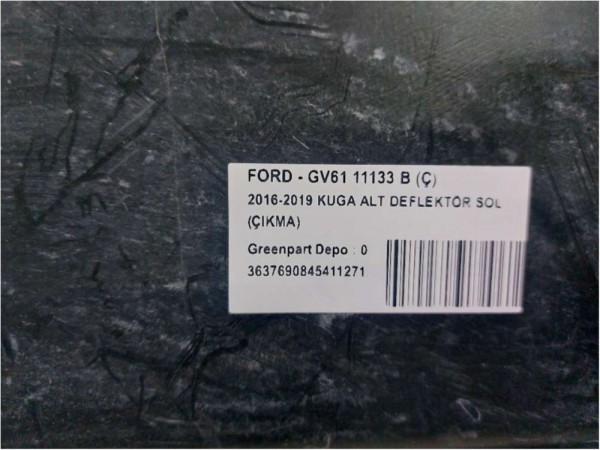 FORD - GV61 11133 B (Ç)
2016-2019 KUGA ALT DEFLEKTÖR SOL
(ÇIKMA)
Greenpart Depo : 0
3637690845411271